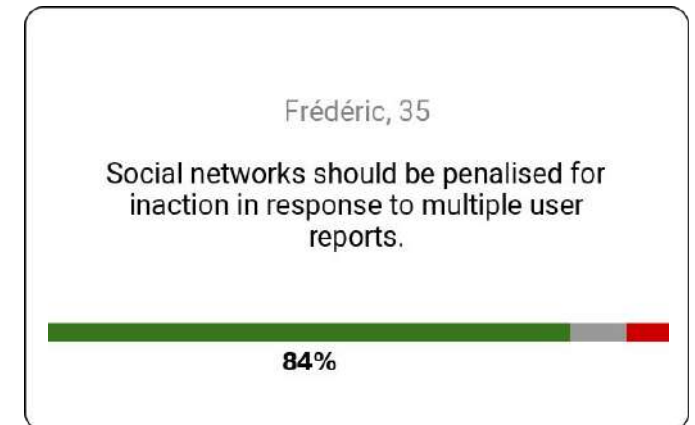 Frédéric, 35
Social networks should be penalised for
inaction in response to multiple user
reports.
84%